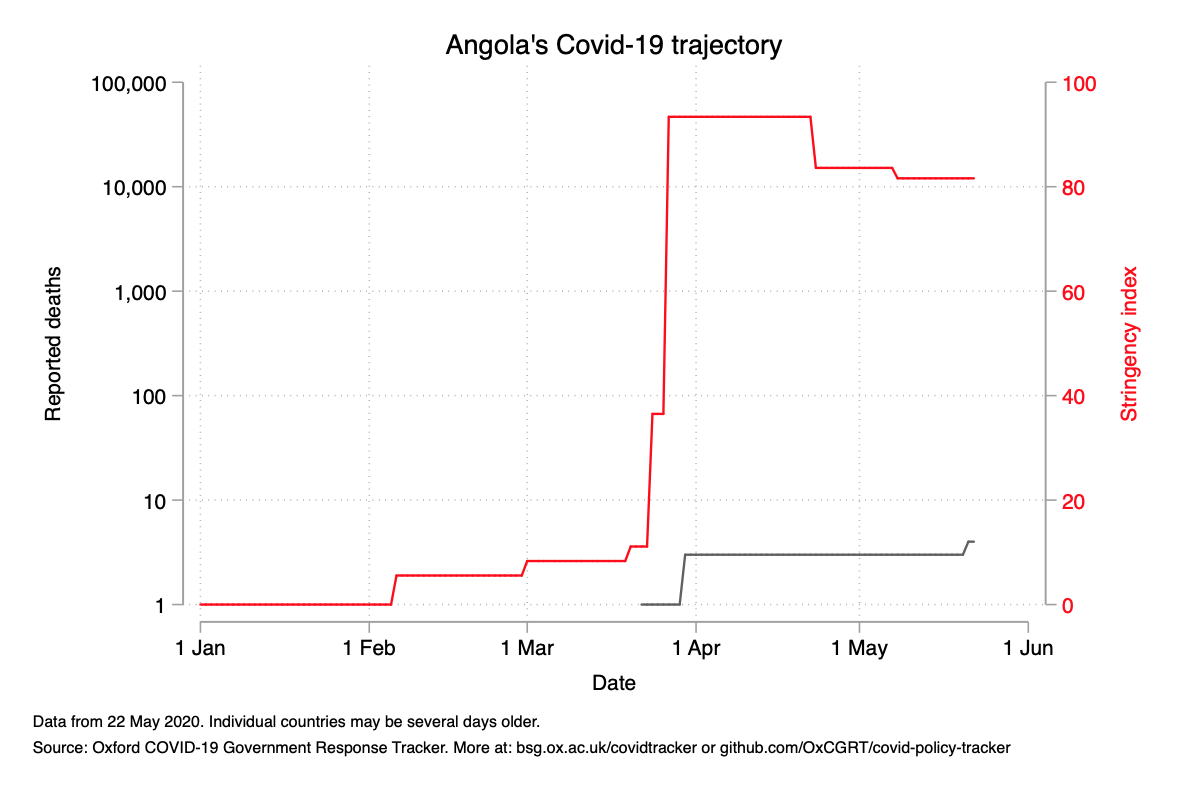 Angola's Covid-19 trajectory
100,000
10,000
1,000
100
10
1
Reported deaths
100
80
60
40
20
0
Stringency index
1 Jan
1 Feb
1 Mar
1 Apr
1 May
1 Jun
Date
Data from 22 May 2020. Individual countries may be several days older.
Source: Oxford COVID-19 Government Response Tracker. More at: bsg.ox.ac.uk/covidtracker or github.com/OxCGRT/covid-policy-tracker